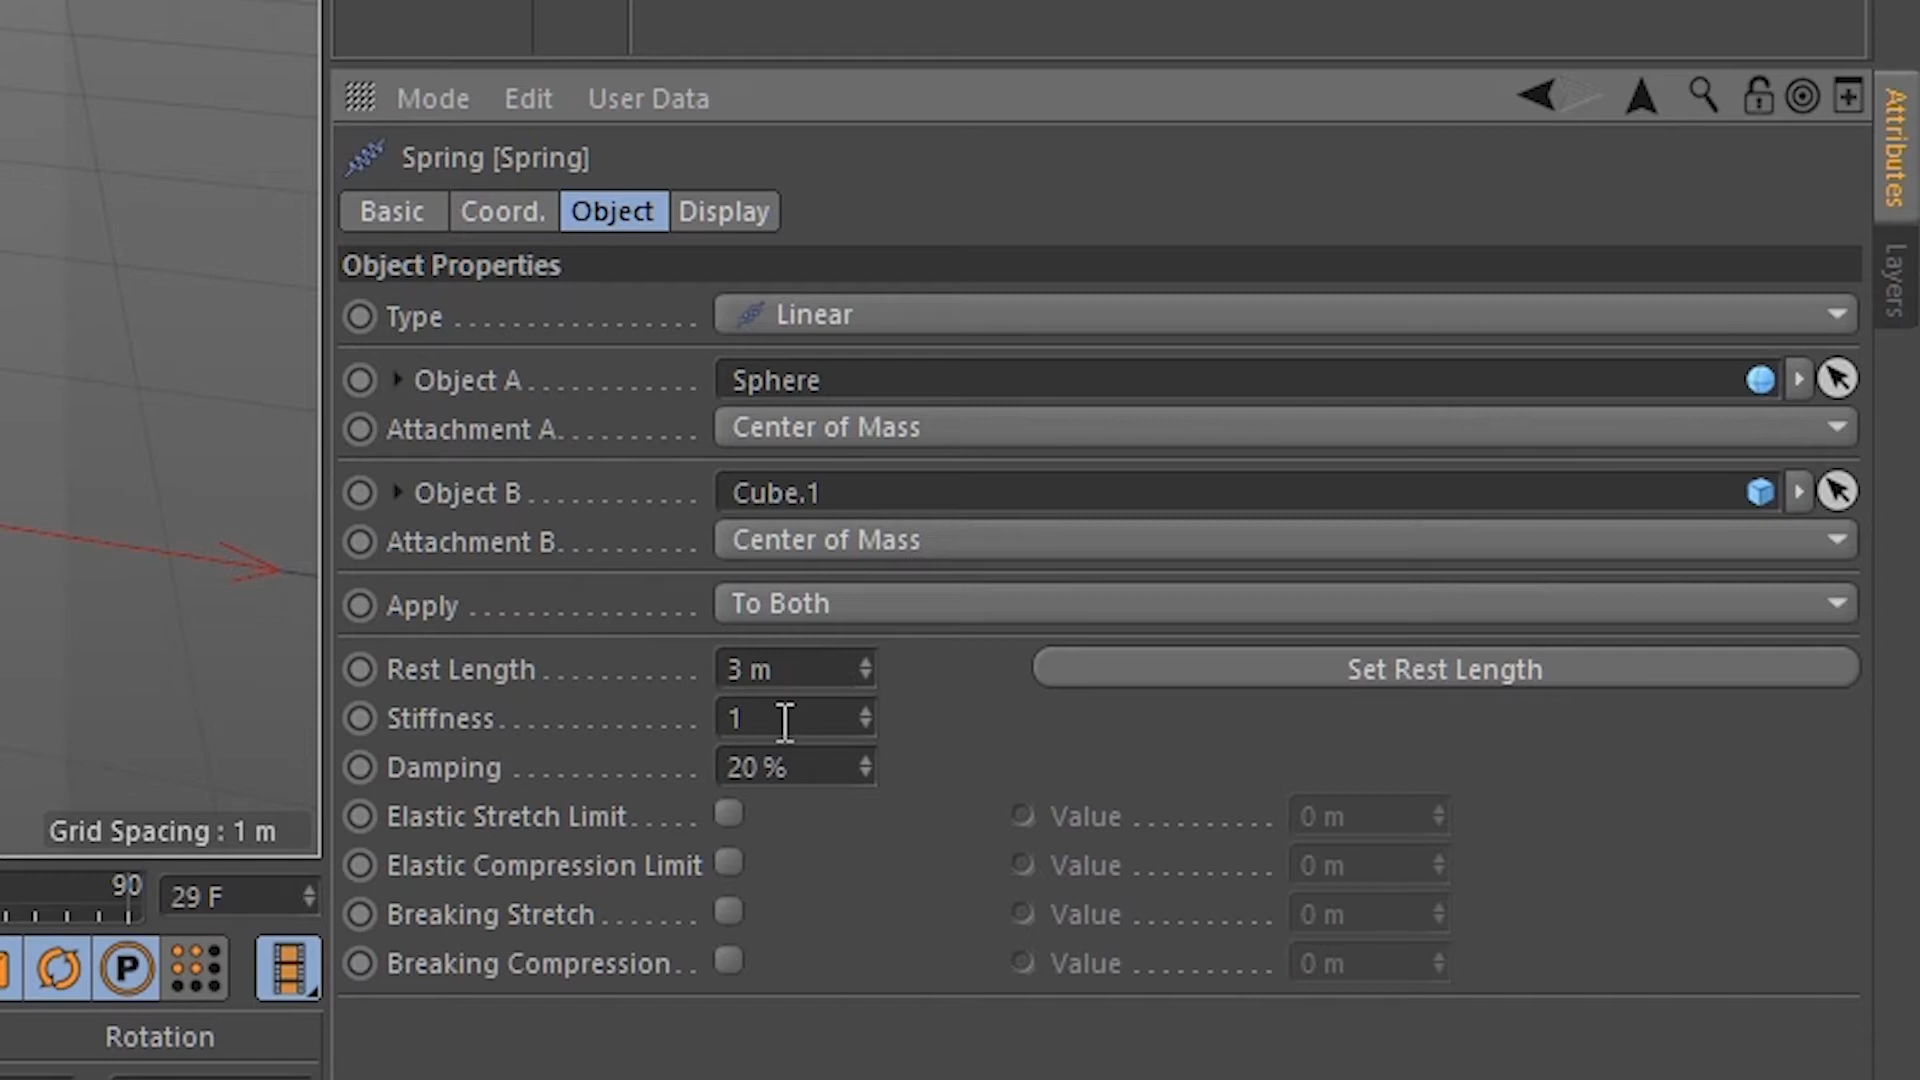 Mode Edit User Data
Attributes
Layers
Spring [Spring]
Basic Coord. Object Display
Object Properties
Type Linear
Object A Sphere
Attachment A Center of Mass
Object B Cube.1
Attachment B Center of Mass
Apply To Both
Rest Length 3 m Set Rest Length
Stiffness 1
Damping 20 %
Elastic Stretch Limit Value 0 m
Elastic Compression Limit Value 0 m
Breaking Stretch Value 0 m
Breaking Compression Value 0 m
Grid Spacing : 1 m
90 29 F
P
Rotation